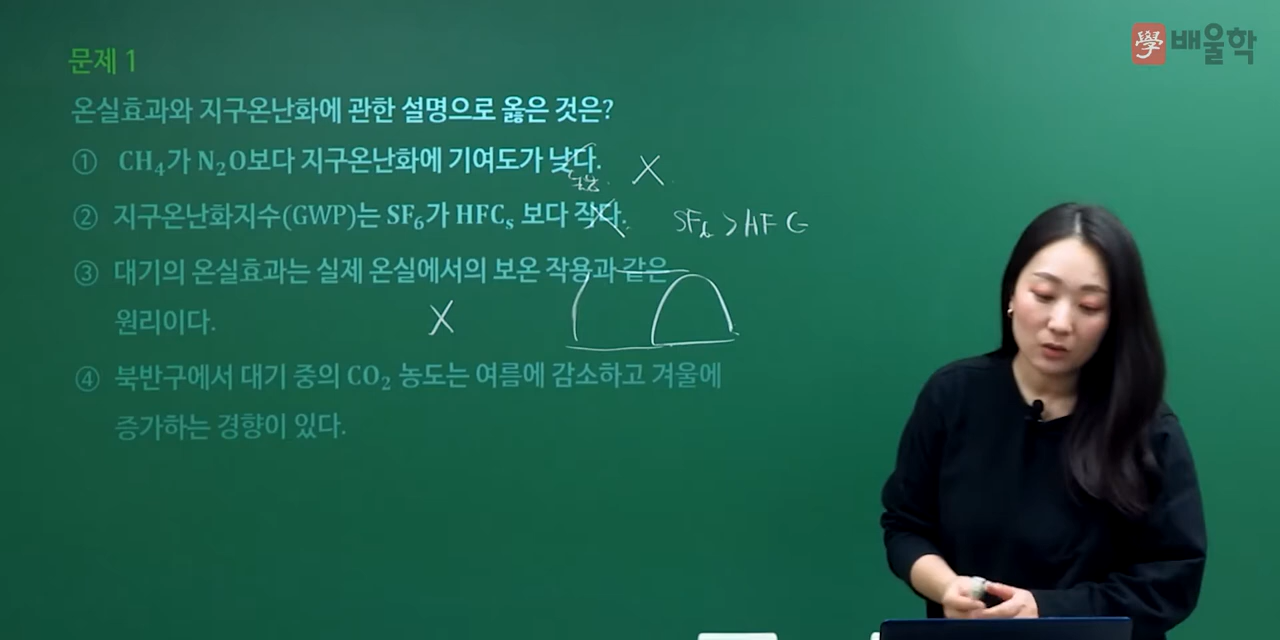 學 배울학
문제 1
온실효과와 지구온난화에 관한 설명으로 옳은 것은?
① CH₄가 N₂O보다 지구온난화에 기여도가 낮다. X
② 지구온난화지수(GWP)는 SF₆가 HFCₛ 보다 작다. SF₆ > HFC
③ 대기의 온실효과는 실제 온실에서의 보온 작용과 같은
원리이다. X
④ 북반구에서 대기 중의 CO₂ 농도는 여름에 감소하고 겨울에
증가하는 경향이 있다.